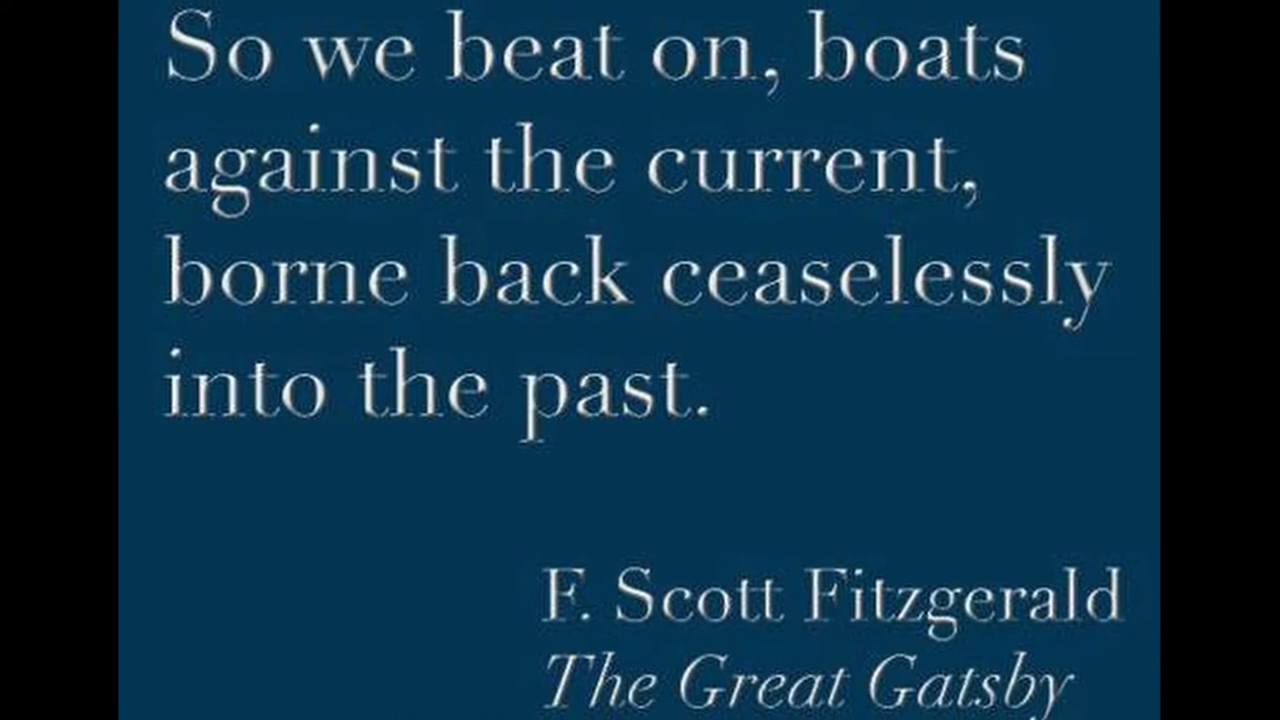 So we beat on, boats
against the current,
borne back ceaselessly
into the past.
F. Scott Fitzgerald
The Great Gatsby